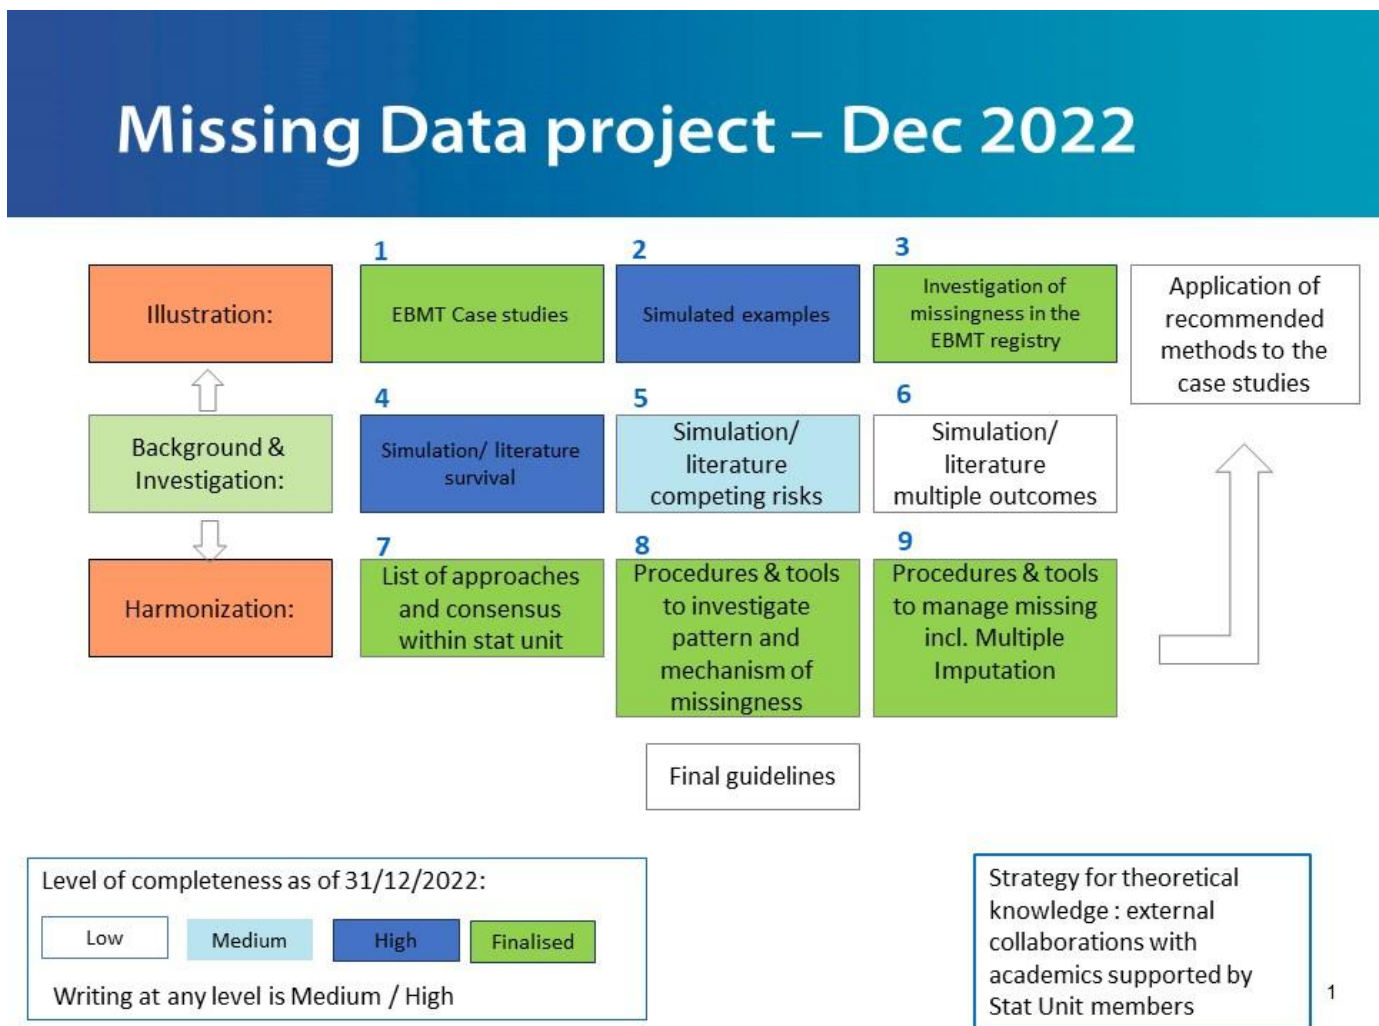 Missing Data project – Dec 2022
1
2
3
Illustration:
EBMT Case studies
Simulated examples
Investigation of
missingness in the
EBMT registry
Application of
recommended
methods to the
case studies
4
5
6
Background &
Investigation:
Simulation/ literature
survival
Simulation/
literature
competing risks
Simulation/
literature
multiple outcomes
7
8
9
Harmonization:
List of approaches
and consensus
within stat unit
Procedures & tools
to investigate
pattern and
mechanism of
missingness
Procedures & tools
to manage missing
incl. Multiple
Imputation
Final guidelines
Level of completeness as of 31/12/2022:
Low
Medium
High
Finalised
Writing at any level is Medium / High
Strategy for theoretical
knowledge : external
collaborations with
academics supported by
Stat Unit members
1